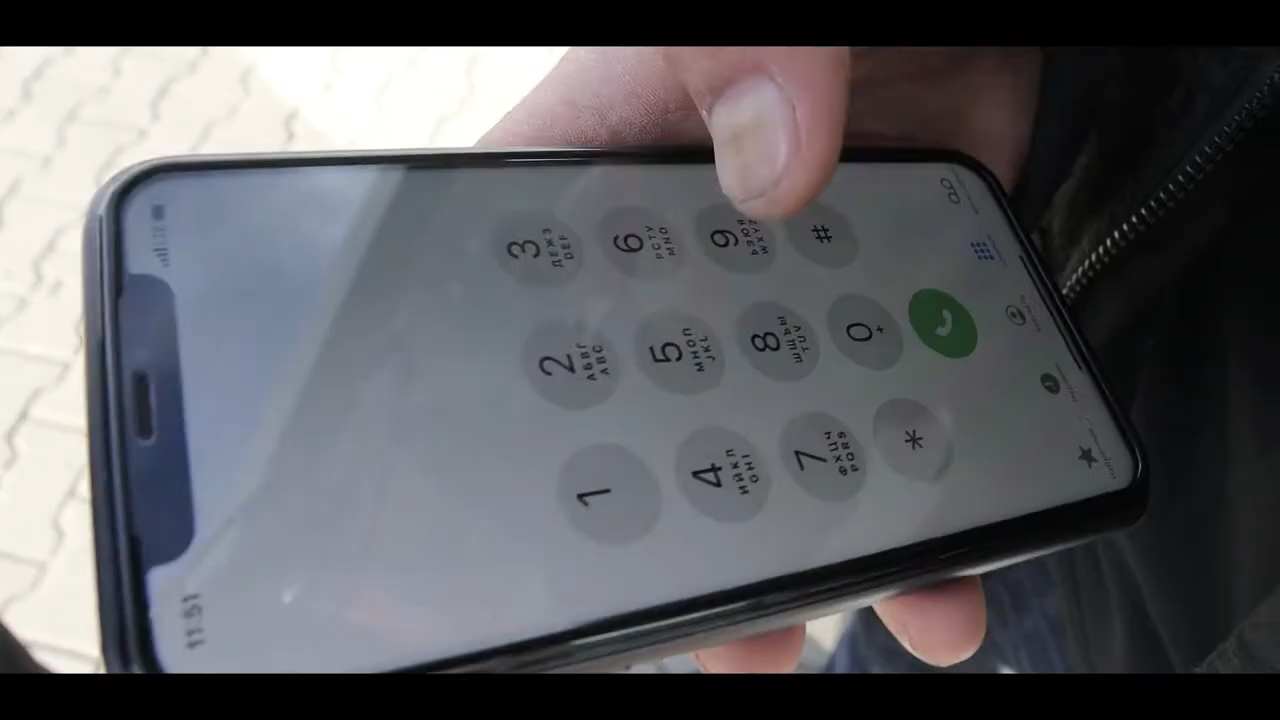 11:51
1
2
АБВГ
ABC
3
ДЕЖЗ
DEF
4
ИЙКЛ
GHI
5
МНОП
JKL
6
РСТУ
MNO
7
ФХЦЧ
PQRS
8
ШЩЪЫ
TUV
9
ЬЭЮЯ
WXYZ
*
0
+
#